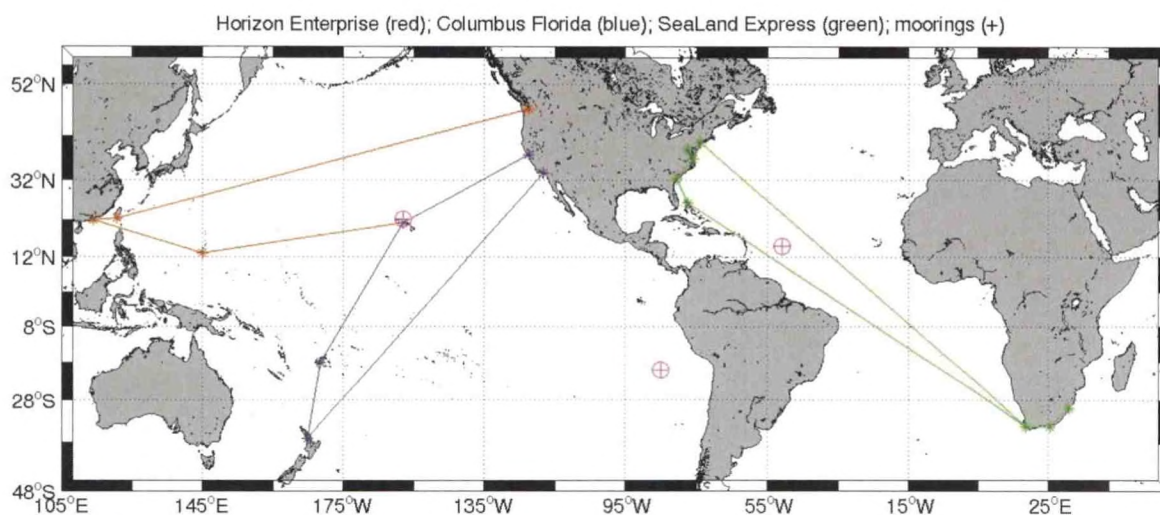 Horizon Enterprise (red); Columbus Florida (blue); SeaLand Express (green); moorings (+)
52°N
32°N
12°N
8°S
28°S
48°S
105°E 145°E 175°W 135°W 95°W 55°W 15°W 25°E